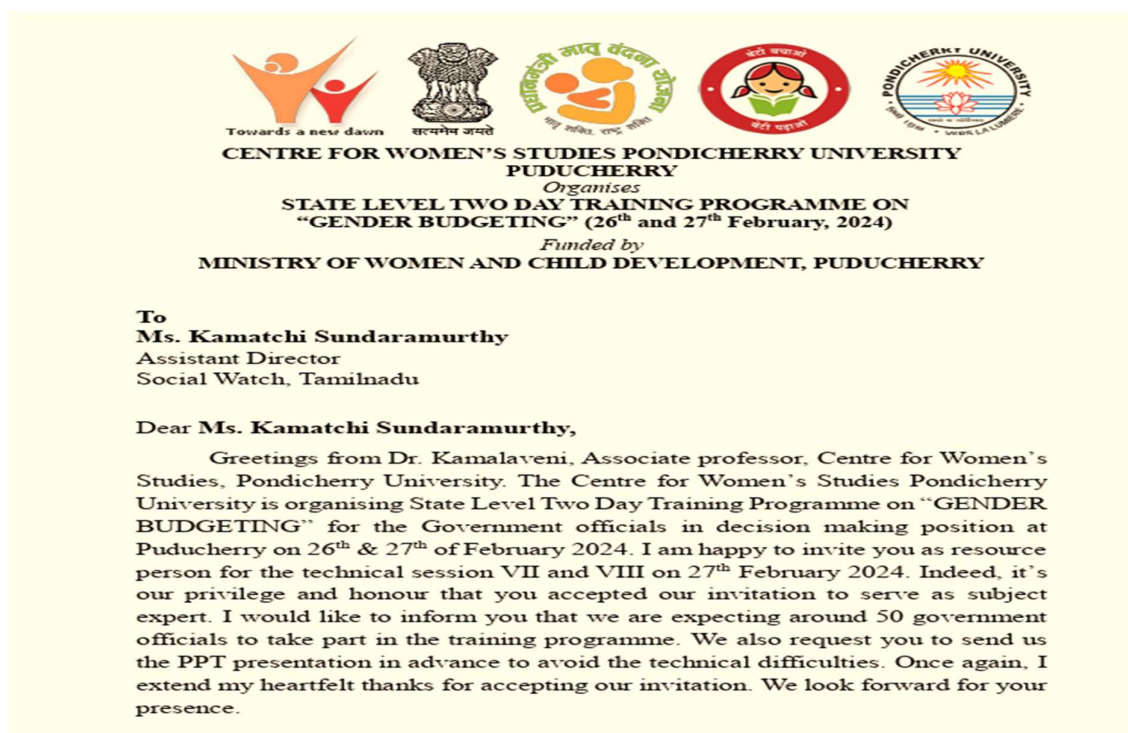 Towards a new dawn
सत्यमेव जयते
प्रधानमंत्री मातृ वंदना योजना
मातृ शक्ति, राष्ट्र शक्ति
बेटी बचाओ
बेटी पढ़ाओ
PONDICHERRY UNIVERSITY
VERS LA LUMIERE
CENTRE FOR WOMEN’S STUDIES PONDICHERRY UNIVERSITY
PUDUCHERRY
Organises
STATE LEVEL TWO DAY TRAINING PROGRAMME ON
“GENDER BUDGETING” (26th and 27th February, 2024)
Funded by
MINISTRY OF WOMEN AND CHILD DEVELOPMENT, PUDUCHERRY
To
Ms. Kamatchi Sundaramurthy
Assistant Director
Social Watch, Tamilnadu
Dear Ms. Kamatchi Sundaramurthy,
Greetings from Dr. Kamalaveni, Associate professor, Centre for Women’s
Studies, Pondicherry University. The Centre for Women’s Studies Pondicherry
University is organising State Level Two Day Training Programme on “GENDER
BUDGETING” for the Government officials in decision making position at
Puducherry on 26th & 27th of February 2024. I am happy to invite you as resource
person for the technical session VII and VIII on 27th February 2024. Indeed, it’s
our privilege and honour that you accepted our invitation to serve as subject
expert. I would like to inform you that we are expecting around 50 government
officials to take part in the training programme. We also request you to send us
the PPT presentation in advance to avoid the technical difficulties. Once again, I
extend my heartfelt thanks for accepting our invitation. We look forward for your
presence.